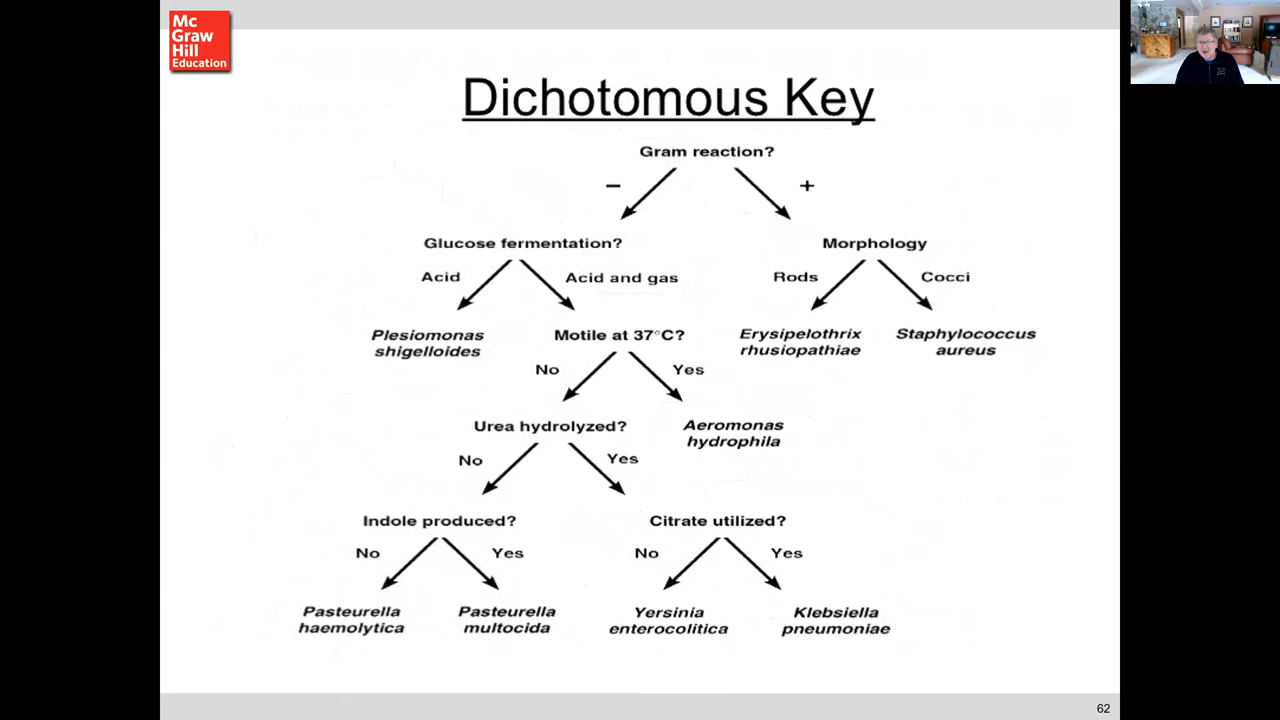 Mc
Graw
Hill
Education
Dichotomous Key
Gram reaction?
− +
Glucose fermentation? Morphology
Acid Acid and gas Rods Cocci
Plesiomonas Motile at 37°C? Erysipelothrix Staphylococcus
shigelloides rhusiopathiae aureus
No Yes
Urea hydrolyzed? Aeromonas
hydrophila
No Yes
Indole produced? Citrate utilized?
No Yes No Yes
Pasteurella Pasteurella Yersinia Klebsiella
haemolytica multocida enterocolitica pneumoniae
62